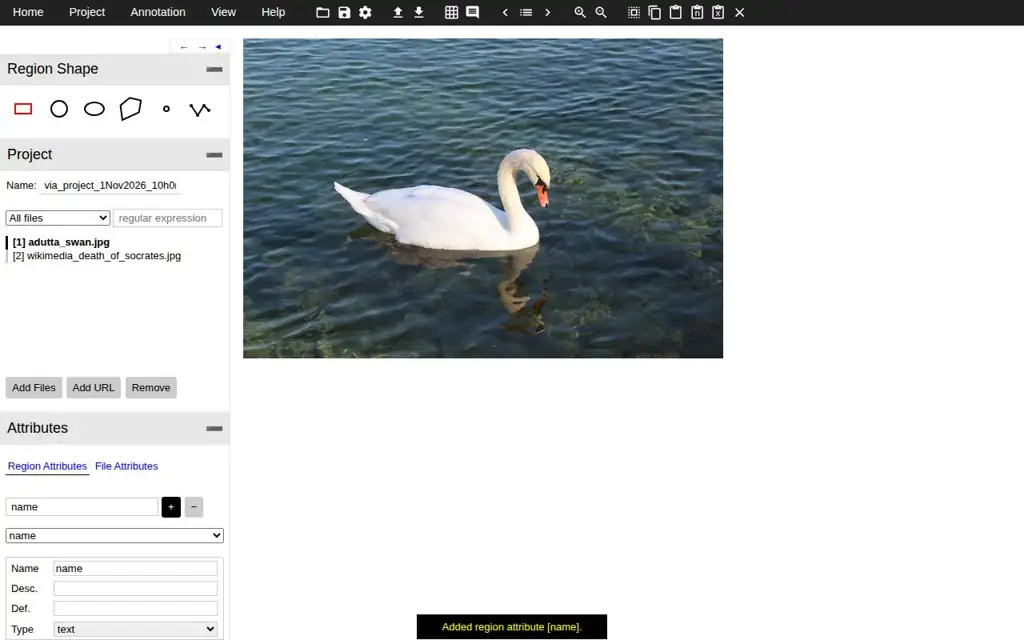 Home Project Annotation View Help
Region Shape
Project
Name: via_project_1Nov2026_10h0
All files regular expression
[1] adutta_swan.jpg
[2] wikimedia_death_of_socrates.jpg
Add Files Add URL Remove
Attributes
Region Attributes File Attributes
name + −
name
Name name
Desc.
Def.
Type text
Added region attribute [name].